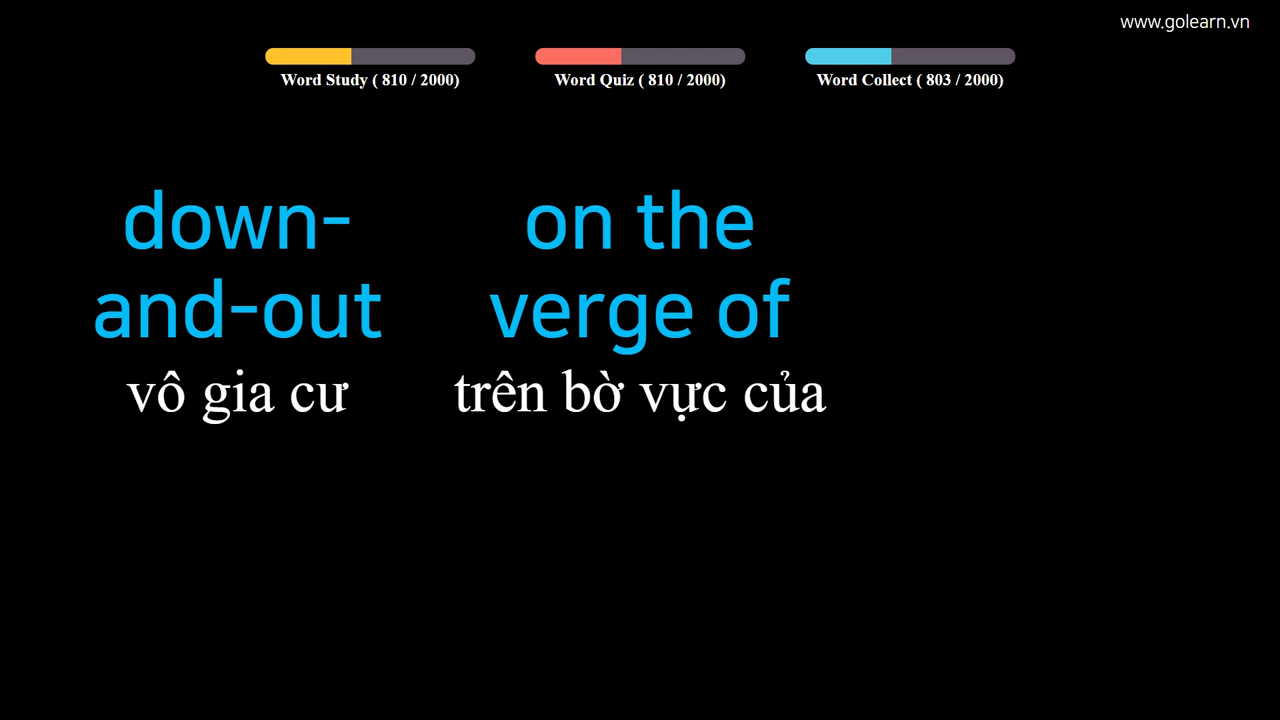 www.golearn.vn
Word Study ( 810 / 2000)
Word Quiz ( 810 / 2000)
Word Collect ( 803 / 2000)
down-
and-out
vô gia cư
on the
verge of
trên bờ vực của